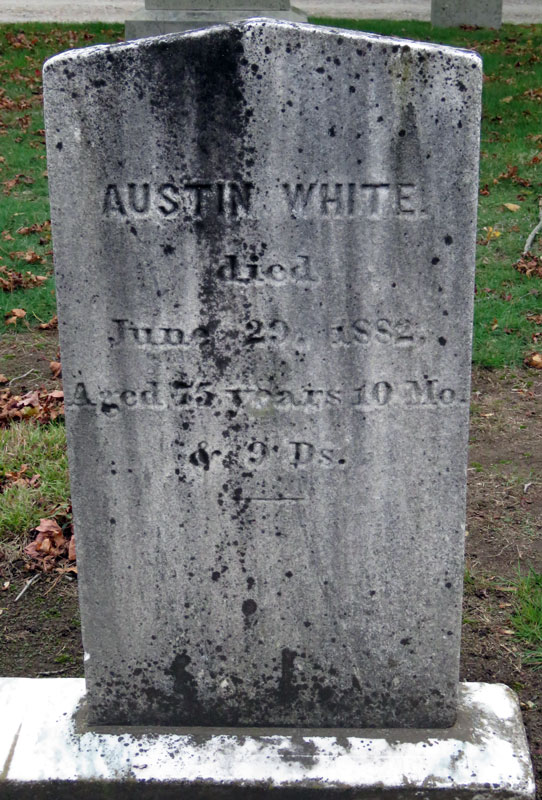 AUSTIN WHITE.
died
June 29, 1882.
Aged 75 years 10 Mo.
& 9 Ds.